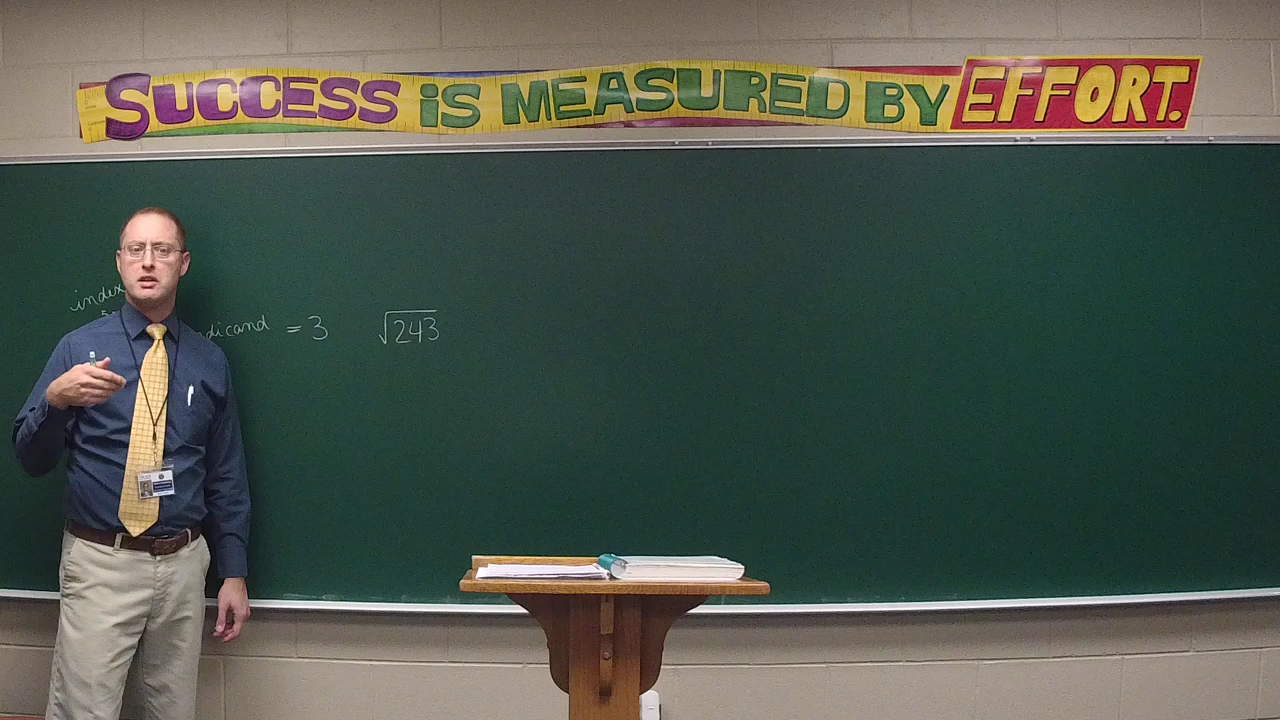 SUCCESS iS MEASURED BY EFFORT.
index
dicand = 3 √243